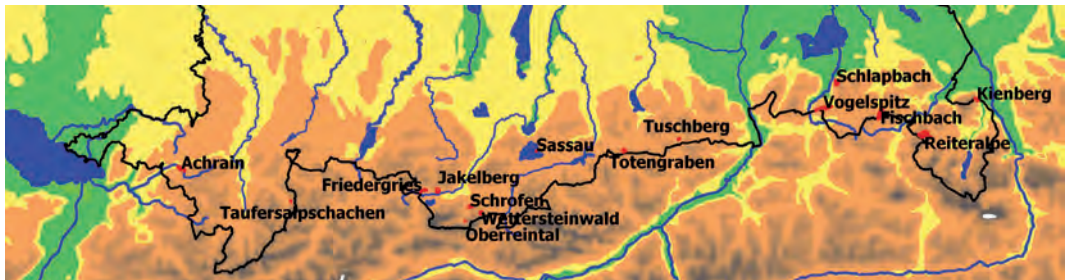 Schlapbach
Kienberg
Vogelspitz
Fischbach
Tuschberg
Reiteralpe
Sassau
Totengraben
Achrain
Jakelberg
Friedergries
Schrofen
Taufersalpschachen
Wettersteinwald
Oberreintal